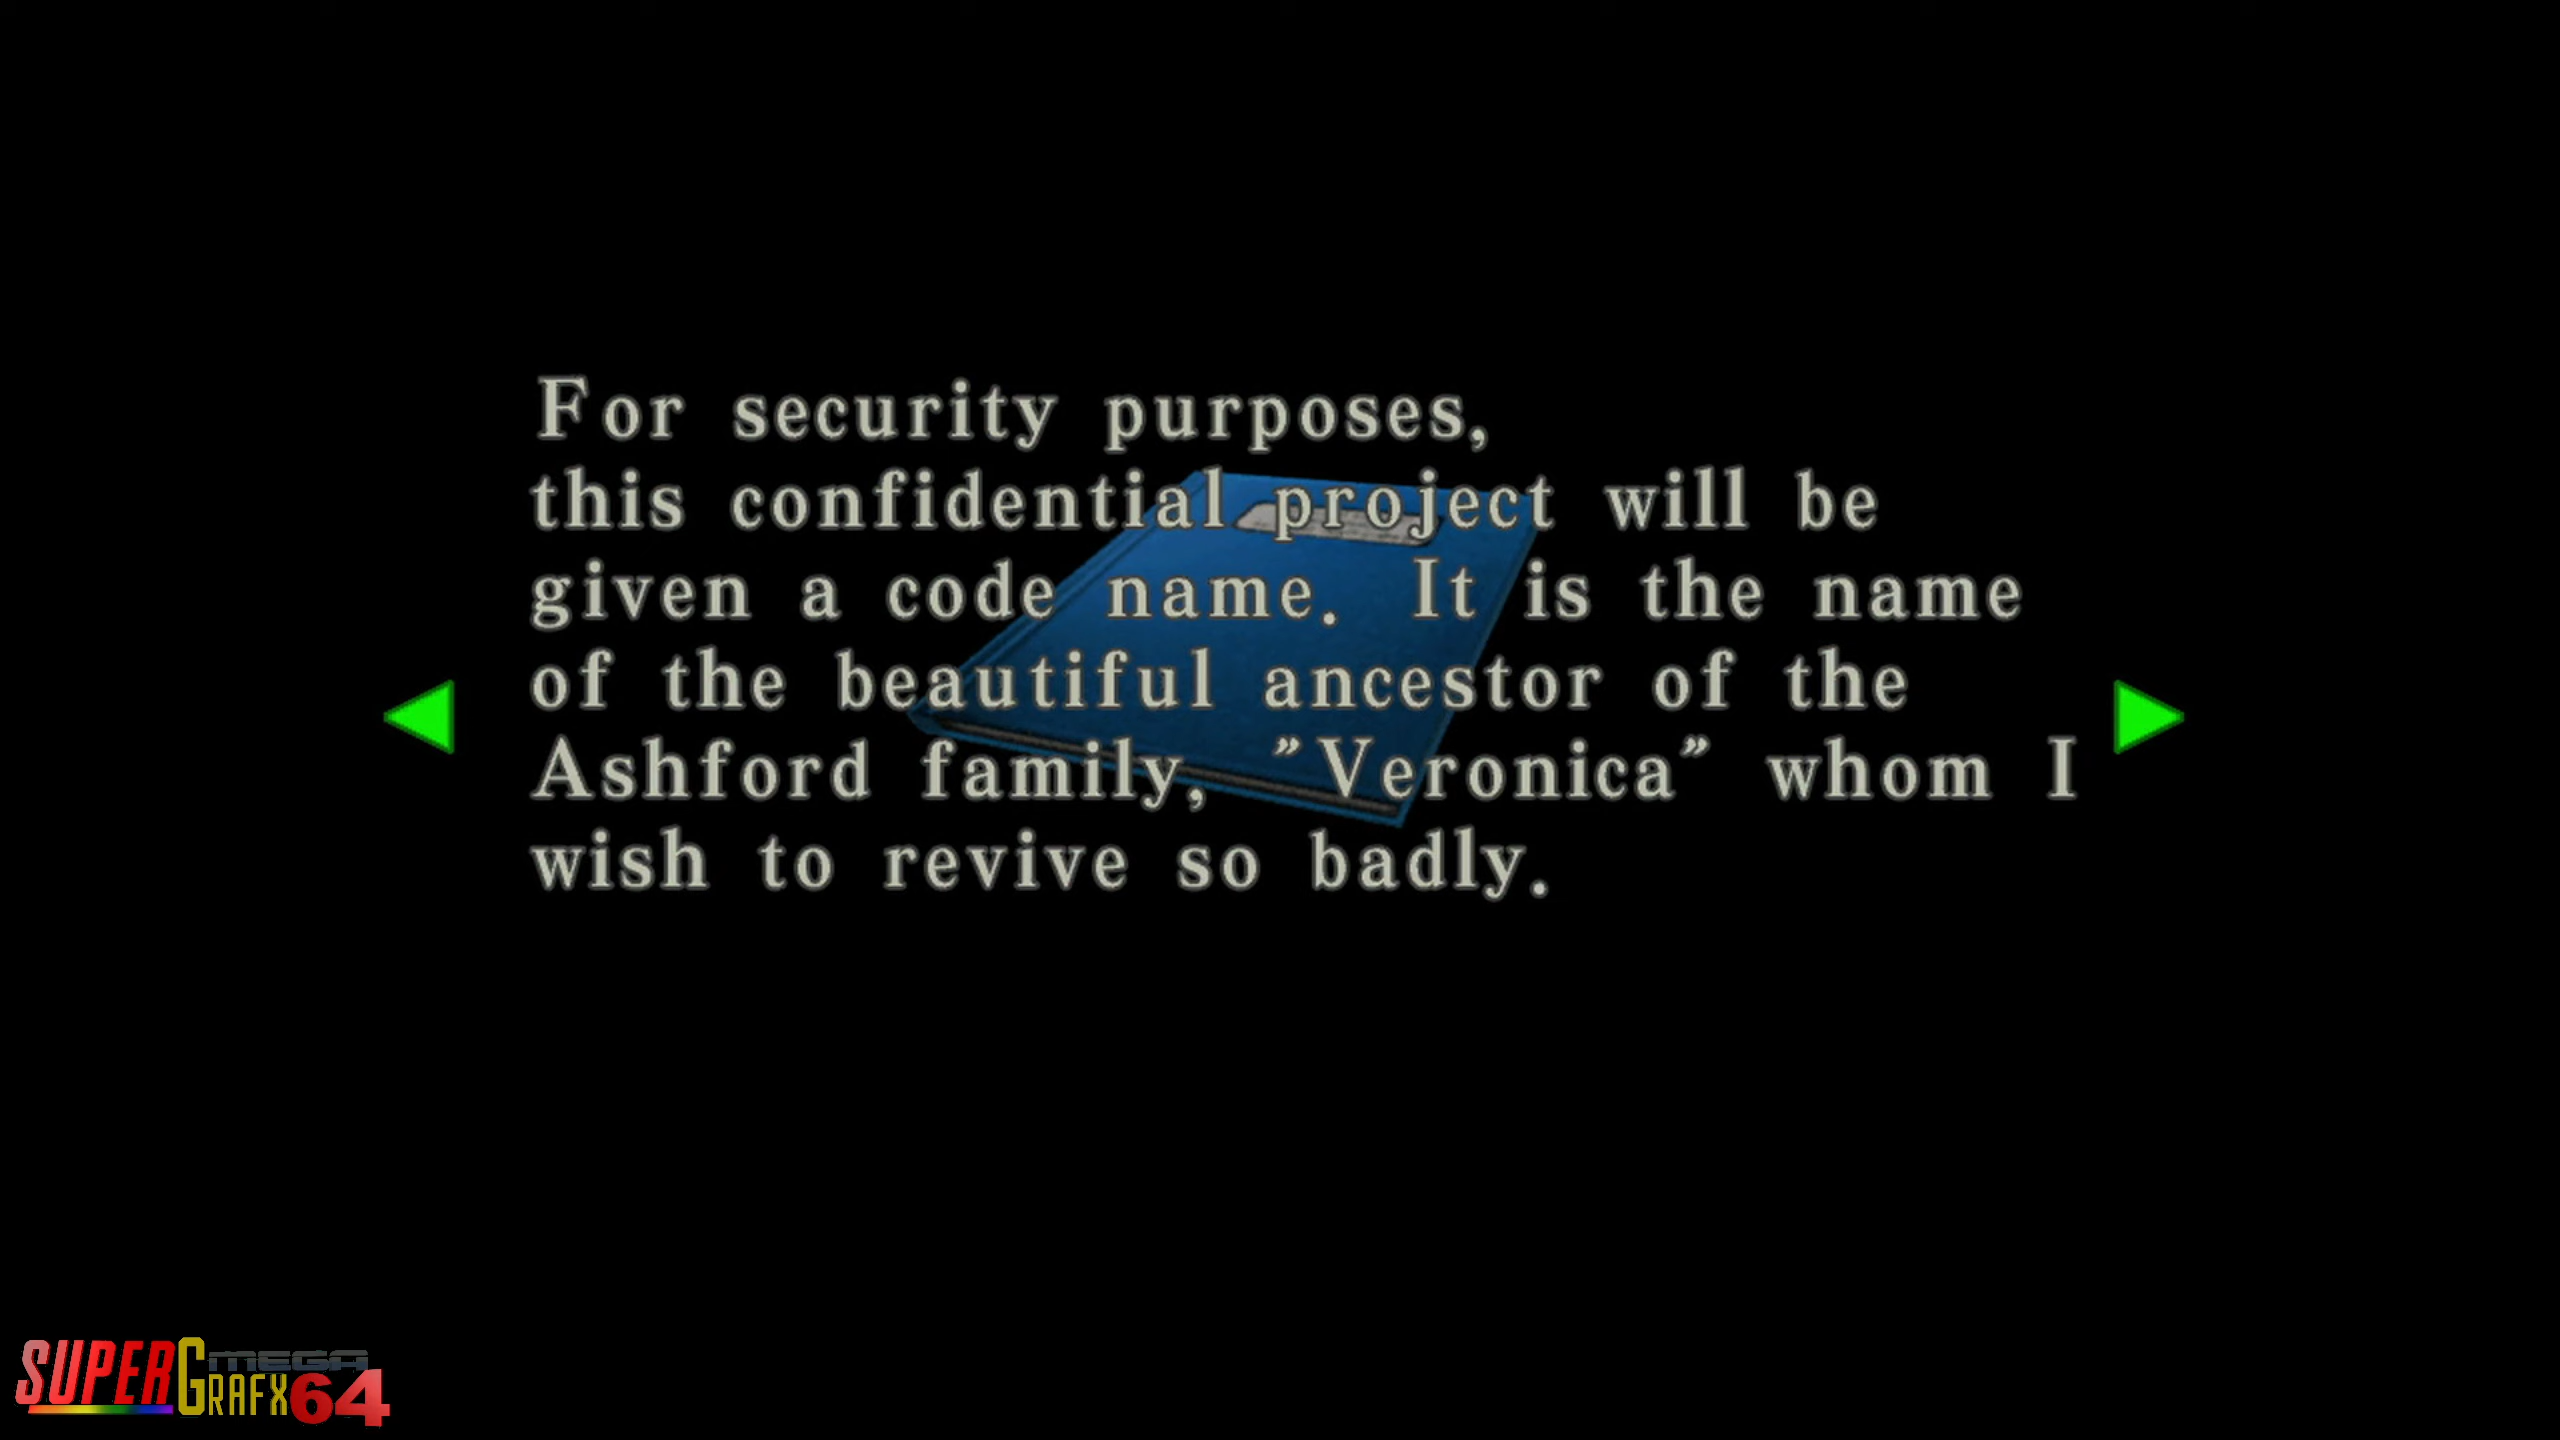 For security purposes,
this confidential project will be
given a code name. It is the name
of the beautiful ancestor of the
Ashford family, ”Veronica” whom I
wish to revive so badly.
SUPER GRAFX MEGA 64